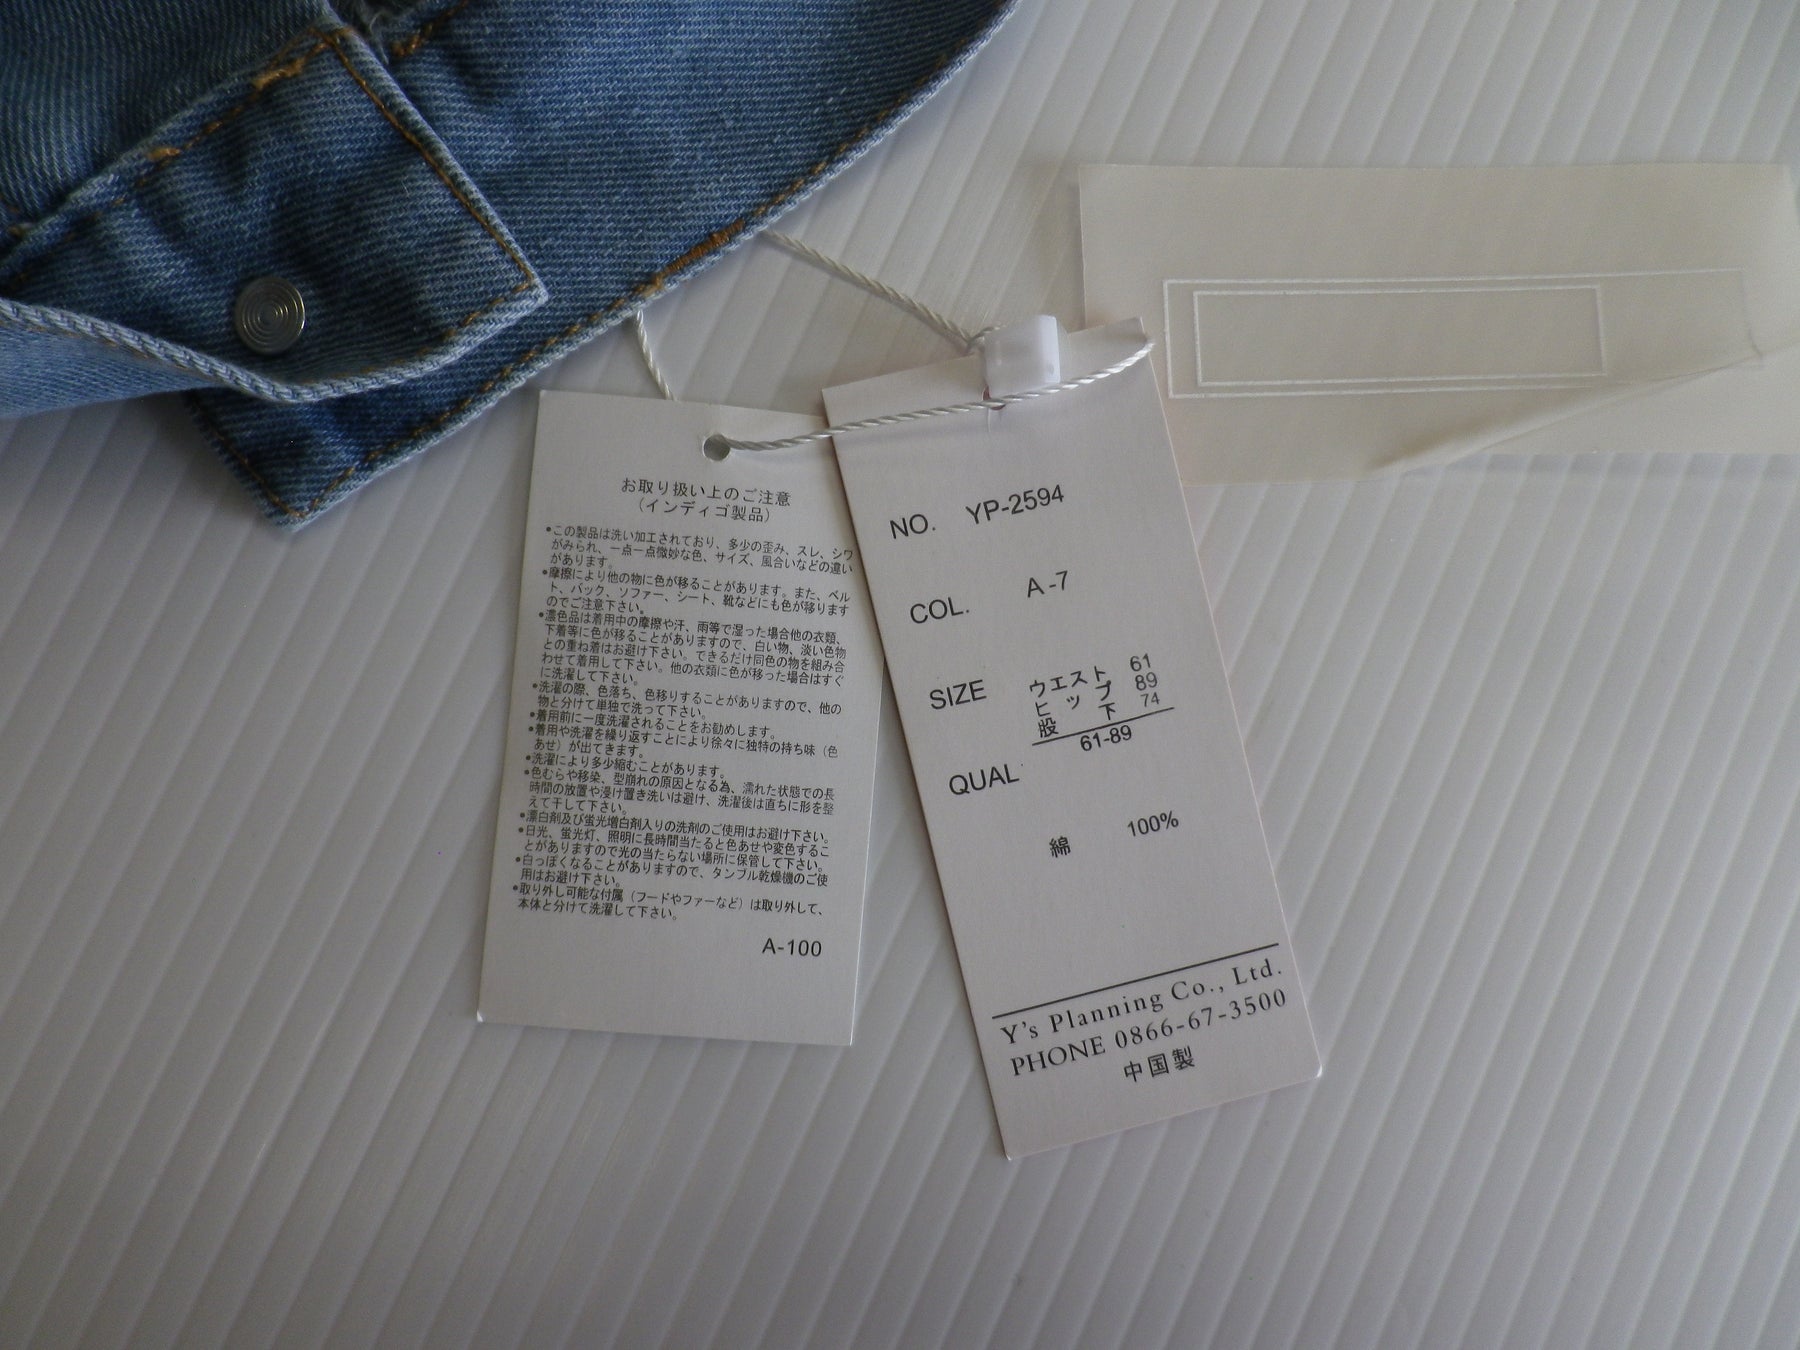 お取り扱い上のご注意
（インディゴ製品）
•この製品は洗い加工されており、多少の歪み、スレ、シワ
がみられ、一点一点微妙な色、サイズ、風合いなどの違い
があります。
•摩擦により他の物に色が移ることがあります。また、ベル
ト、バック、ソファー、シート、靴などにも色が移ります
のでご注意下さい。
•濃色品は着用中の摩擦や汗、雨等で湿った場合他の衣類、
下着等に色が移ることがありますので、白い物、淡い色物
との重ね着はお避け下さい。できるだけ同色の物を組み合
わせて着用して下さい。他の衣類に色が移った場合はすぐ
に洗濯して下さい。
•洗濯の際、色落ち、色移りすることがありますので、他の
物と分けて単独で洗って下さい。
•着用前に一度洗濯されることをお勧めします。
•着用や洗濯を繰り返すことにより徐々に独特の持ち味（色
あせ）が出てきます。
•洗濯により多少縮むことがあります。
•色むらや移染、型崩れの原因となる為、濡れた状態での長
時間の放置や浸け置き洗いは避け、洗濯後は直ちに形を整
えて干して下さい。
•漂白剤及び蛍光増白剤入りの洗剤のご使用はお避け下さい。
•日光、蛍光灯、照明に長時間当たると色あせや変色するこ
とがありますので光の当たらない場所に保管して下さい。
•白っぽくなることがありますので、タンブル乾燥機のご使
用はお避け下さい。
•取り外し可能な付属（フードやファーなど）は取り外して、
本体と分けて洗濯して下さい。
A-100
NO. YP-2594
COL. A-7
SIZE ウエスト 61
ヒップ 89
股下 74
61-89
QUAL
綿 100%
Y's Planning Co., Ltd.
PHONE 0866-67-3500
中国製